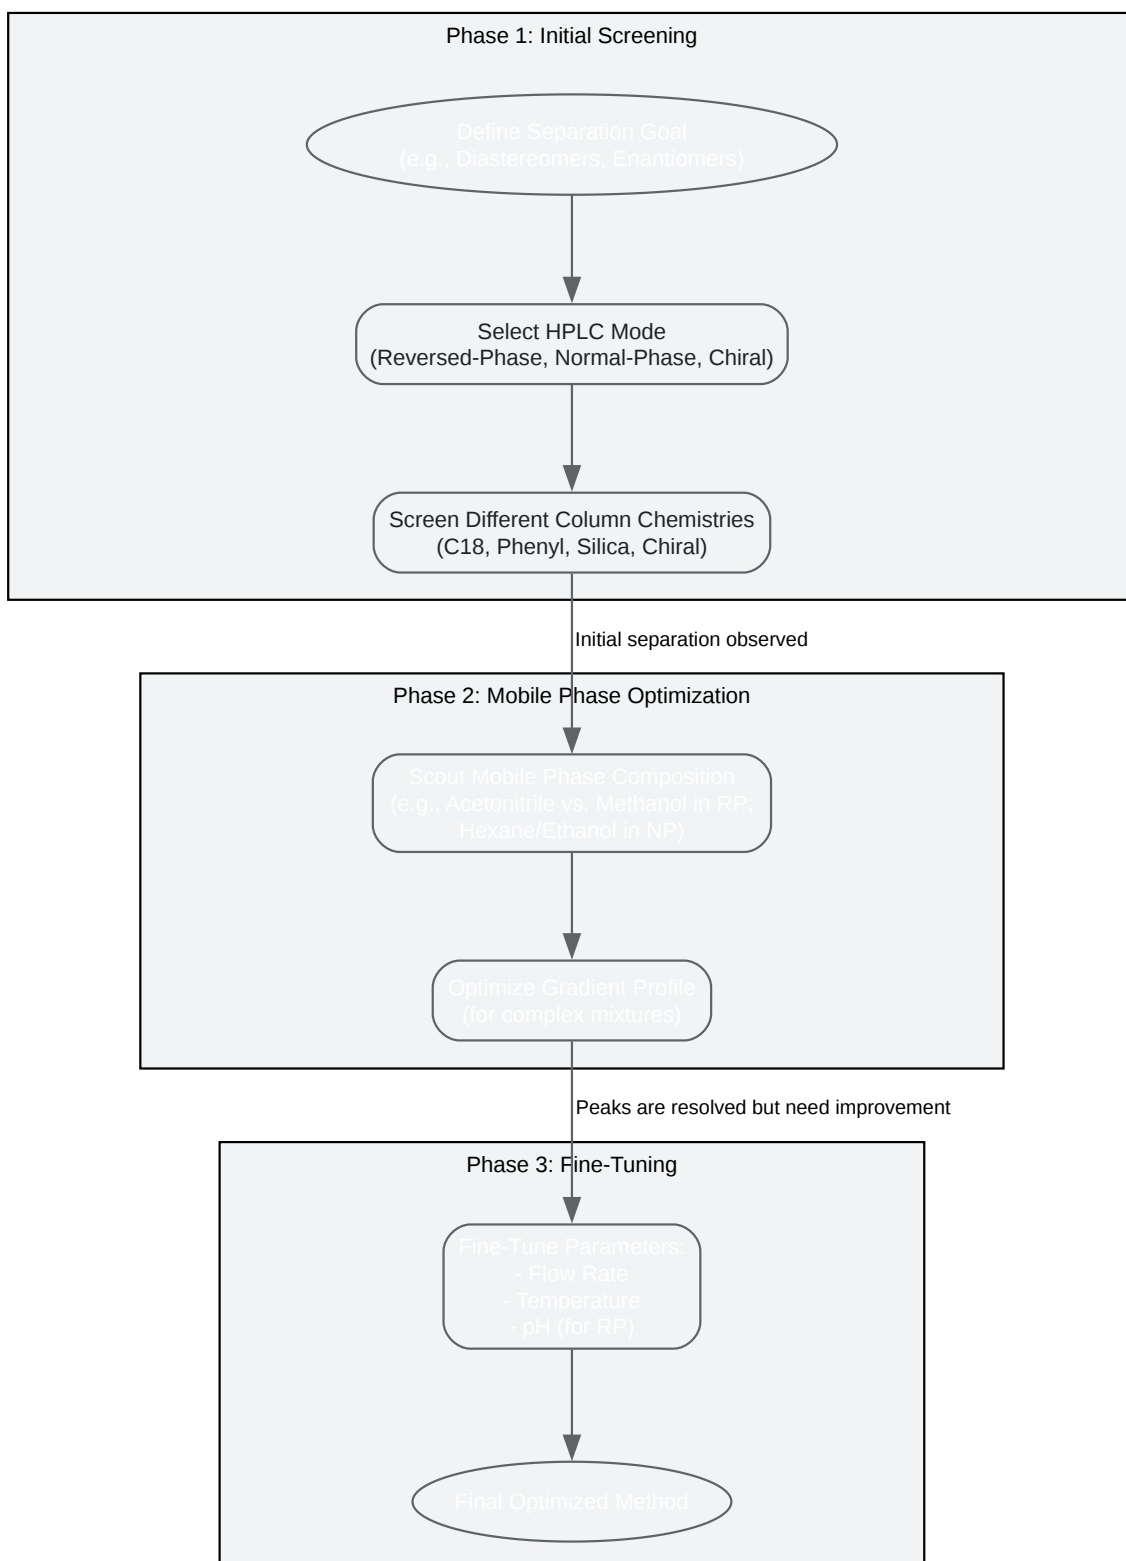 Phase 1: Initial Screening
Define Separation Goal
(e.g., Diastereomers, Enantiomers)
Select HPLC Mode
(Reversed-Phase, Normal-Phase, Chiral)
Screen Different Column Chemistries
(C18, Phenyl, Silica, Chiral)
Initial separation observed
Phase 2: Mobile Phase Optimization
Scout Mobile Phase Composition
(e.g., Acetonitrile vs. Methanol in RP;
Hexane/Ethanol in NP)
Optimize Gradient Profile
(for complex mixtures)
Peaks are resolved but need improvement
Phase 3: Fine-Tuning
Fine-Tune Parameters:
- Flow Rate
- Temperature
- pH (for RP)
Final Optimized Method